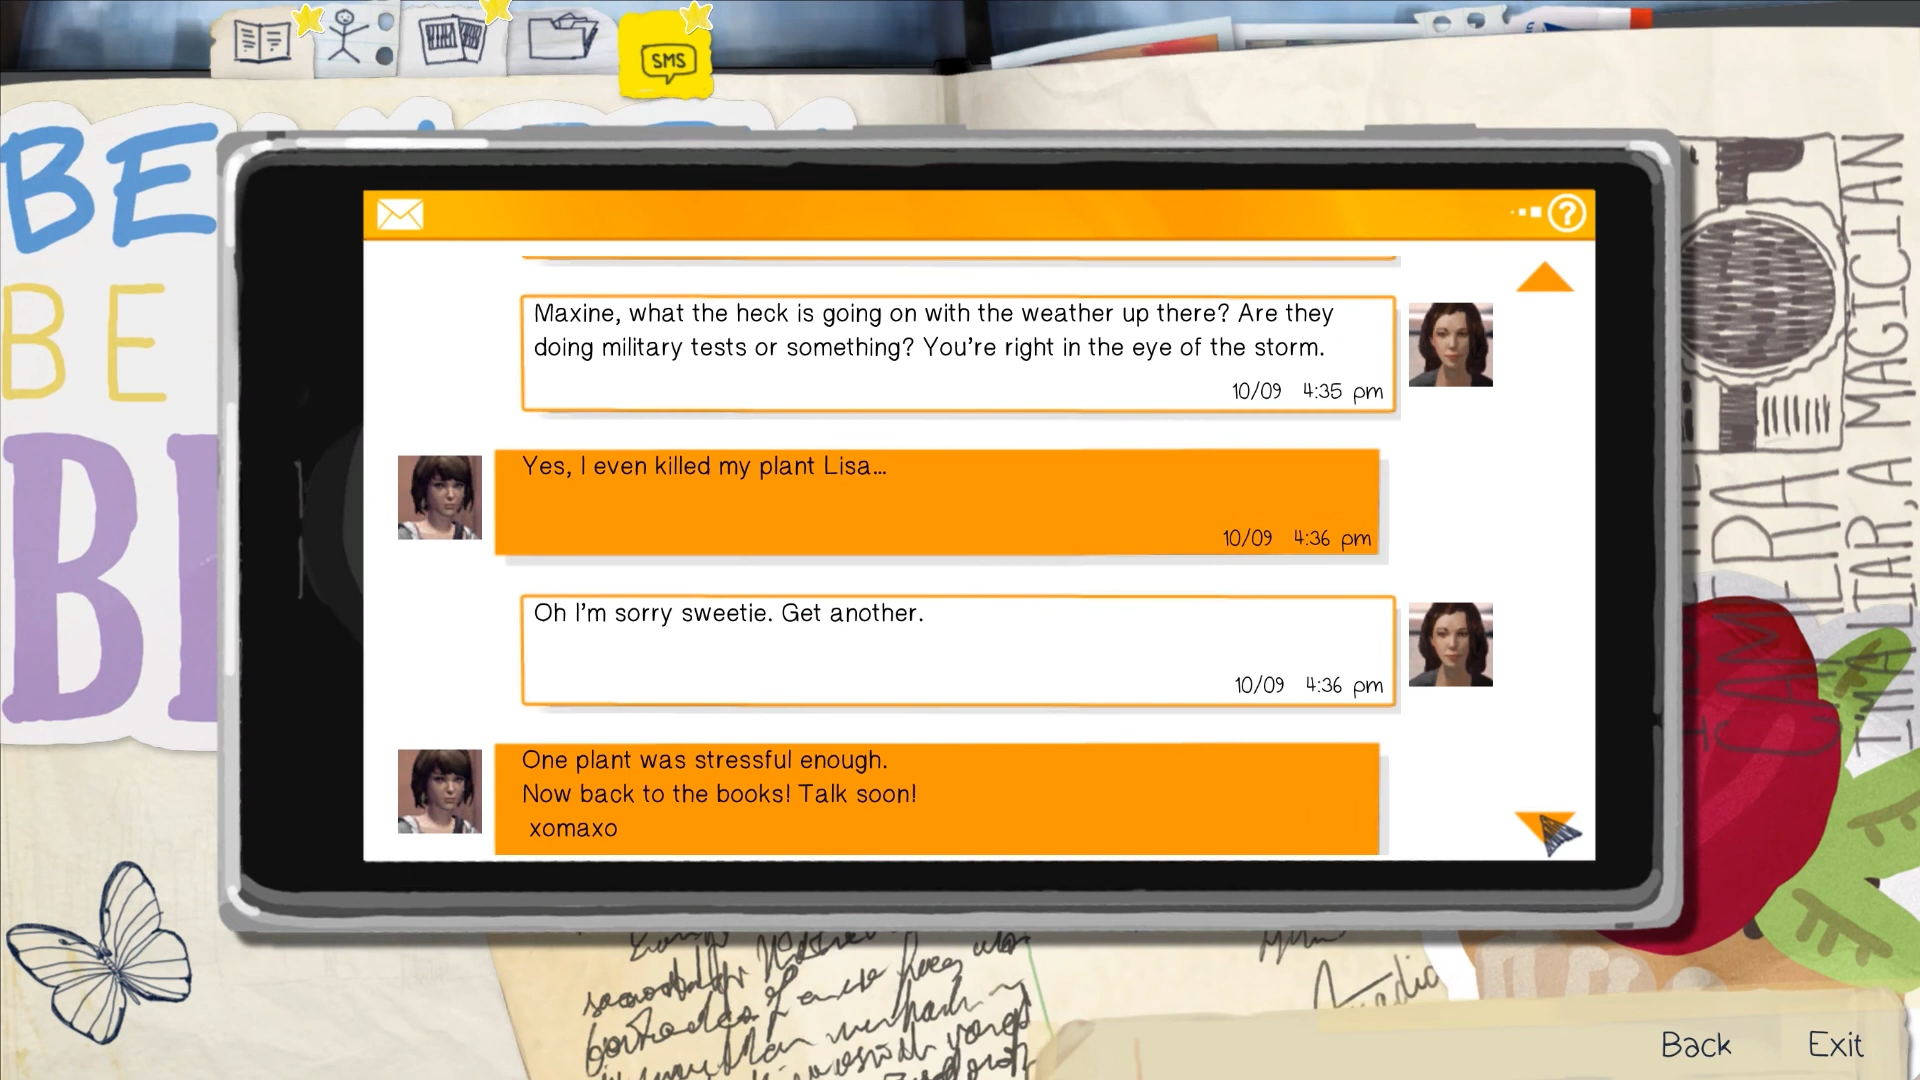 SMS
BE
BE
Maxine, what the heck is going on with the weather up there? Are they
doing military tests or something? You're right in the eye of the storm.
10/09 4:35 pm
Yes, I even killed my plant Lisa...
10/09 4:36 pm
Oh I'm sorry sweetie. Get another.
10/09 4:36 pm
One plant was stressful enough.
Now back to the books! Talk soon!
xomaxo
CAMERA
I'M A LIAR, A MAGICIAN
Back
Exit